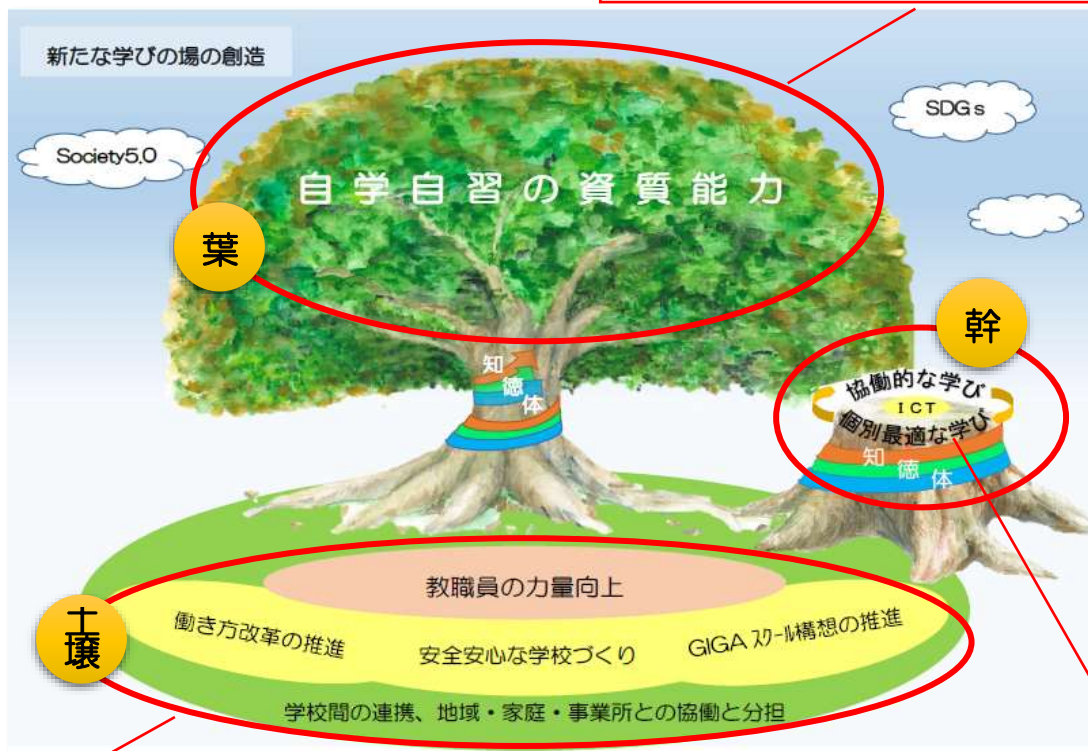 新たな学びの場の創造
SDGs
Society5.0
自学自習の資質能力
葉
幹
知
徳
体
協働的な学び
ICT
個別最適な学び
知
徳
体
土壌
教職員の力量向上
働き方改革の推進
安全安心な学校づくり
GIGAスクール構想の推進
学校間の連携、地域・家庭・事業所との協働と分担